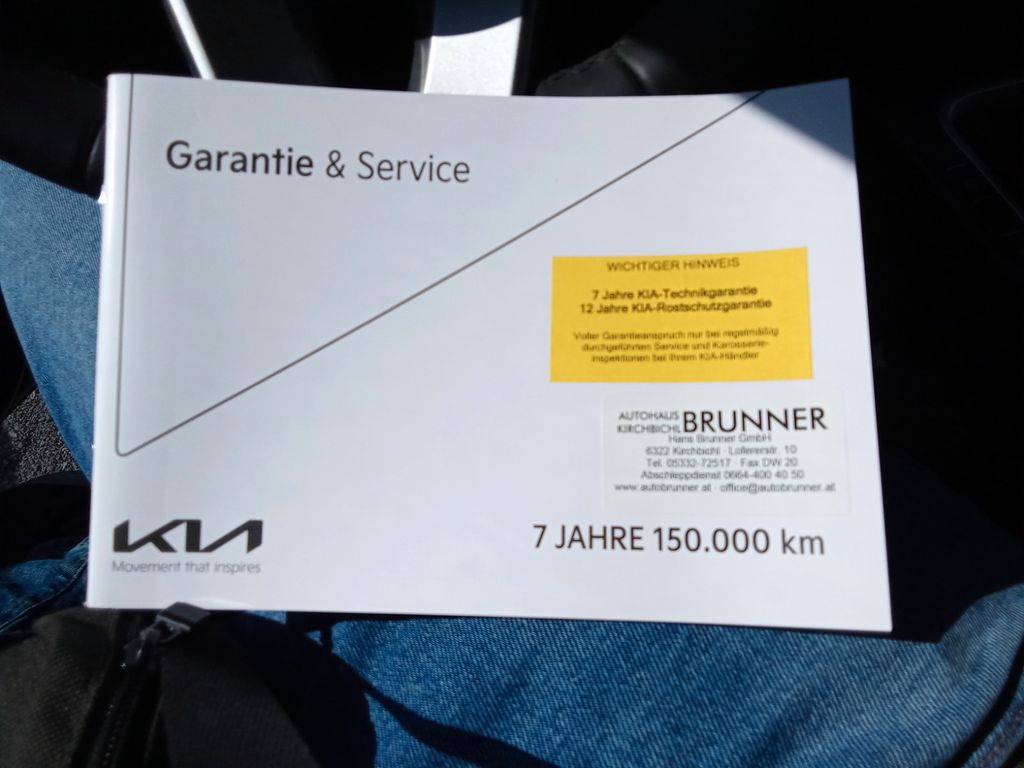 Garantie & Service
WICHTIGER HINWEIS
7 Jahre KIA-Technikgarantie
12 Jahre KIA-Rostschutzgarantie
Voller Garantieanspruch nur bei regelmäßig
durchgeführten Service und Karosserie-
inspektionen bei Ihrem KIA-Händler
AUTOHAUS
KIRCHBICHL BRUNNER
Hans Brunner GmbH
6322 Kirchbichl · Lofererstr. 10
Tel. 05332-72517 · Fax DW 20
Abschleppdienst 0664-400 40 50
www.autobrunner.at · office@autobrunner.at
7 JAHRE 150.000 km
KIA
Movement that inspires